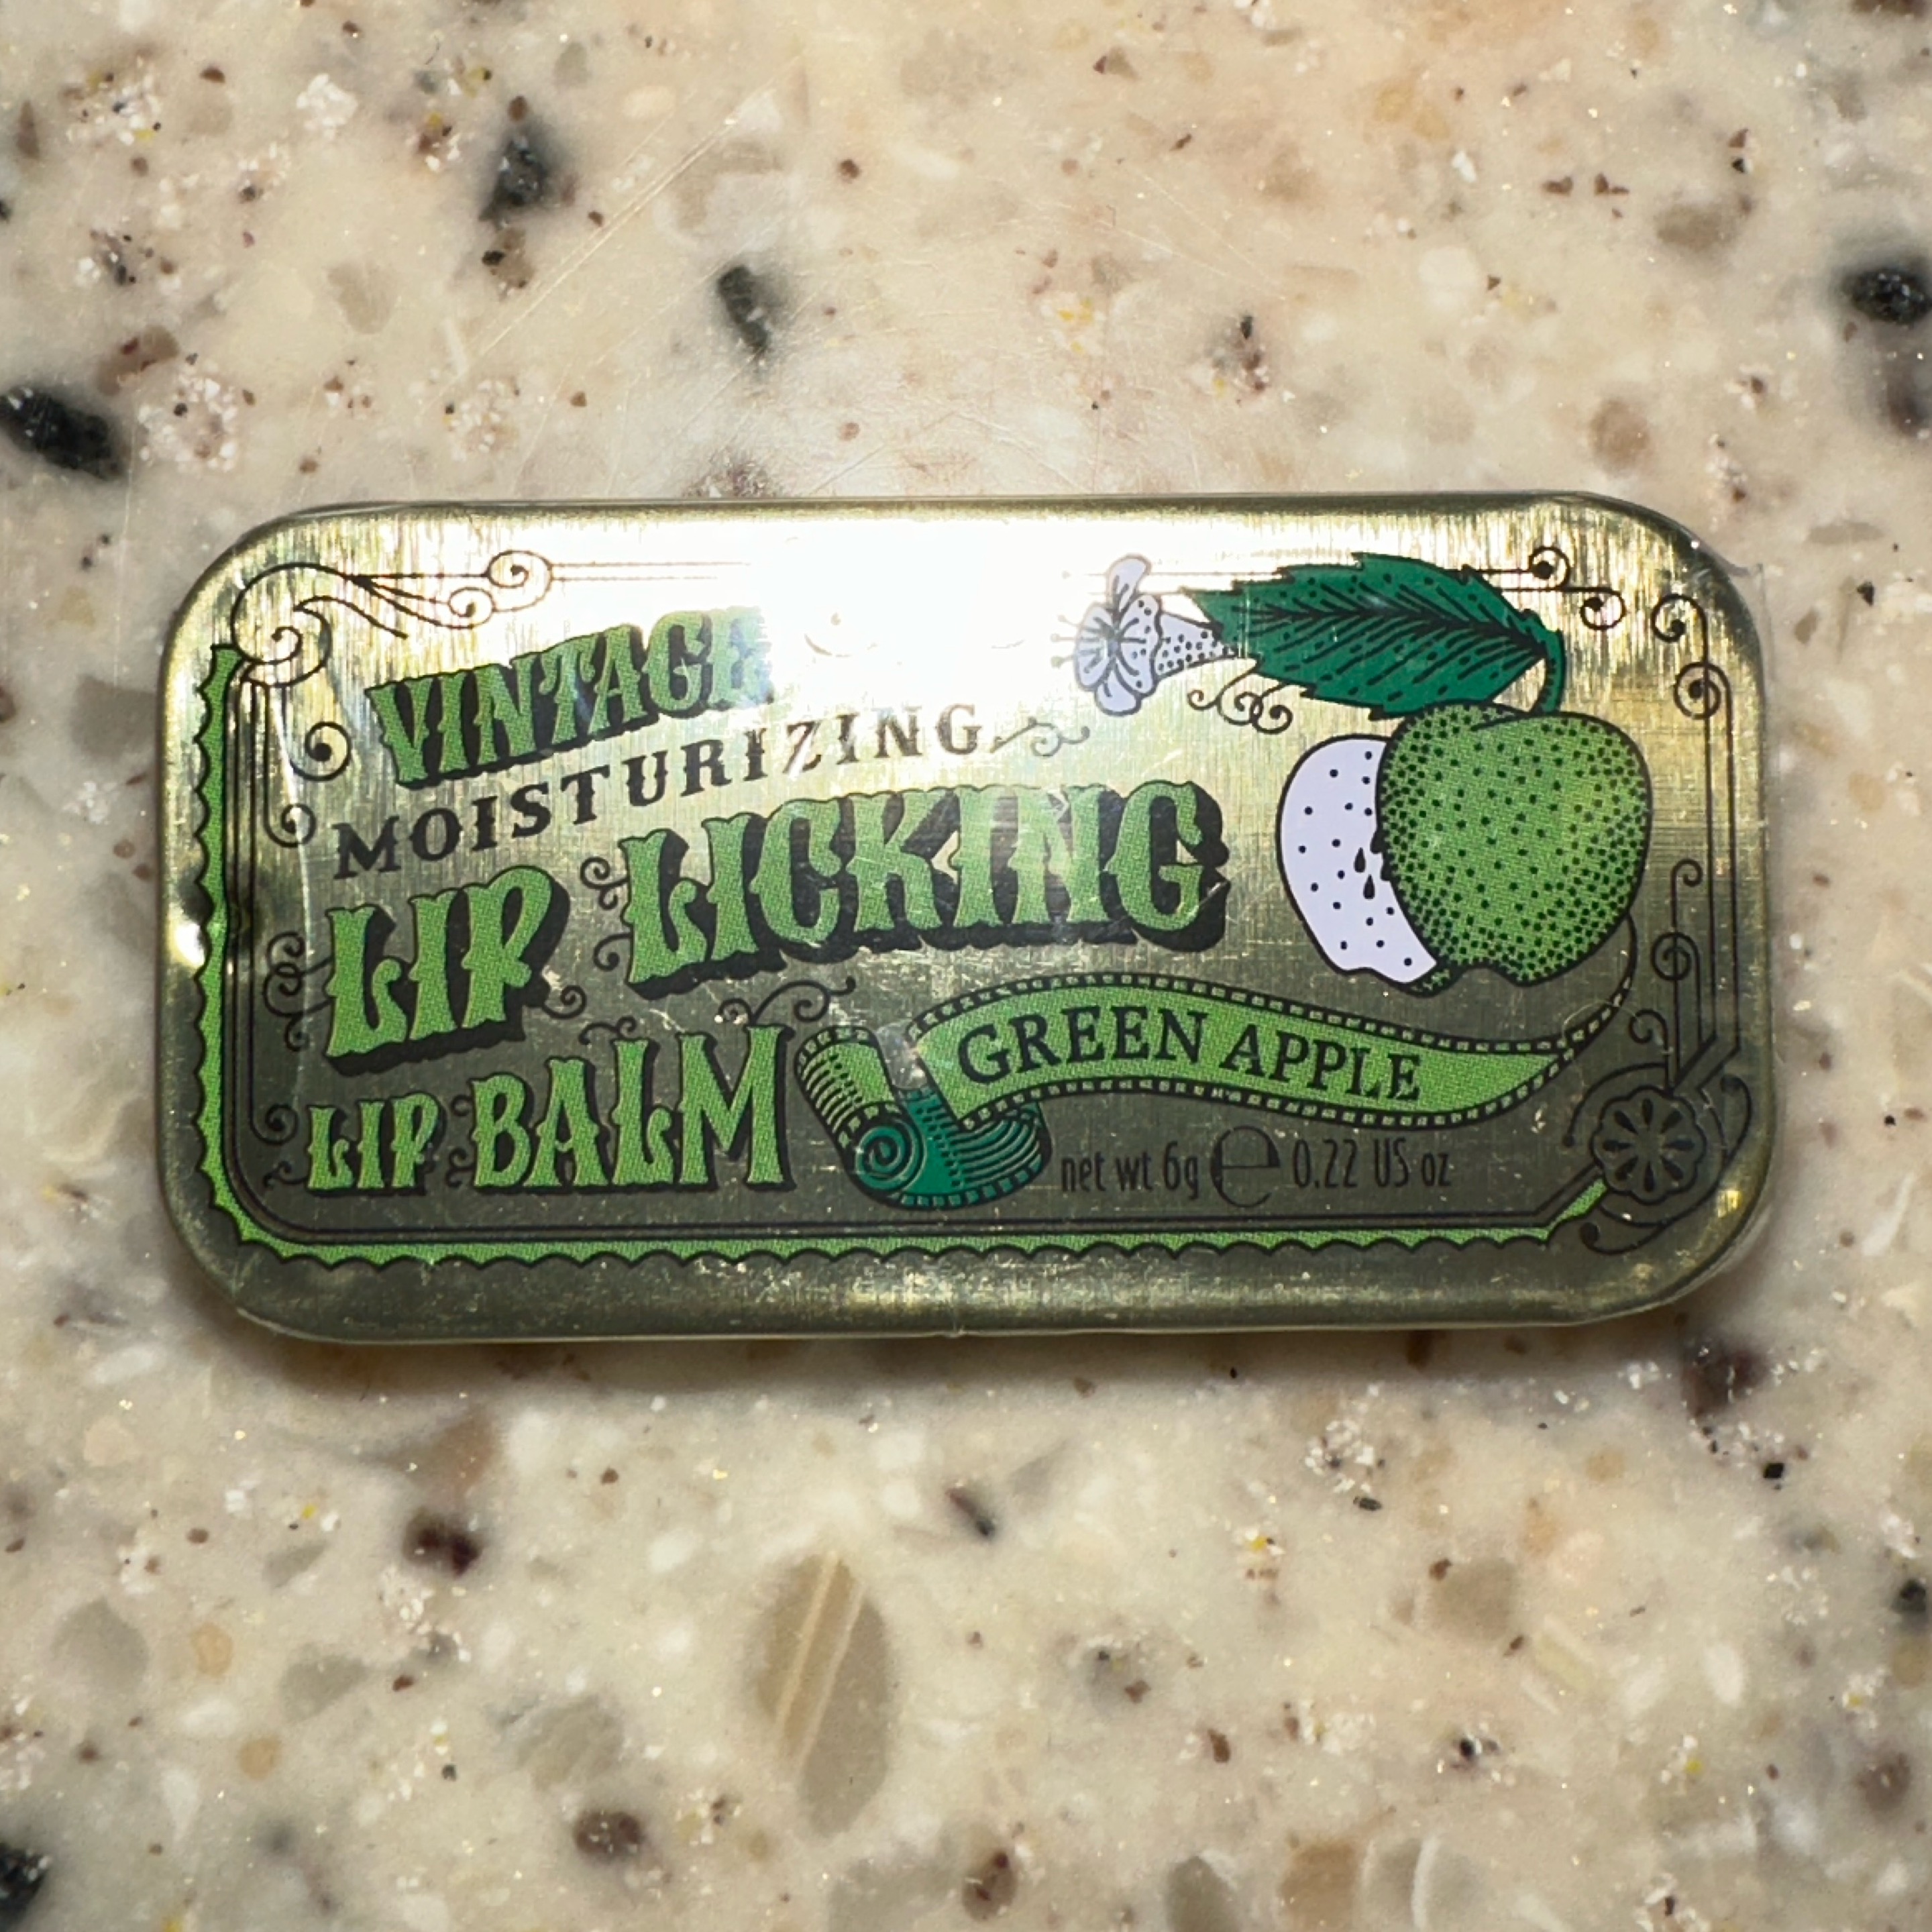 VINTAGE
MOISTURIZING
LIP LICKING
LIP BALM
GREEN APPLE
net wt 6g ℮ 0.22 US oz